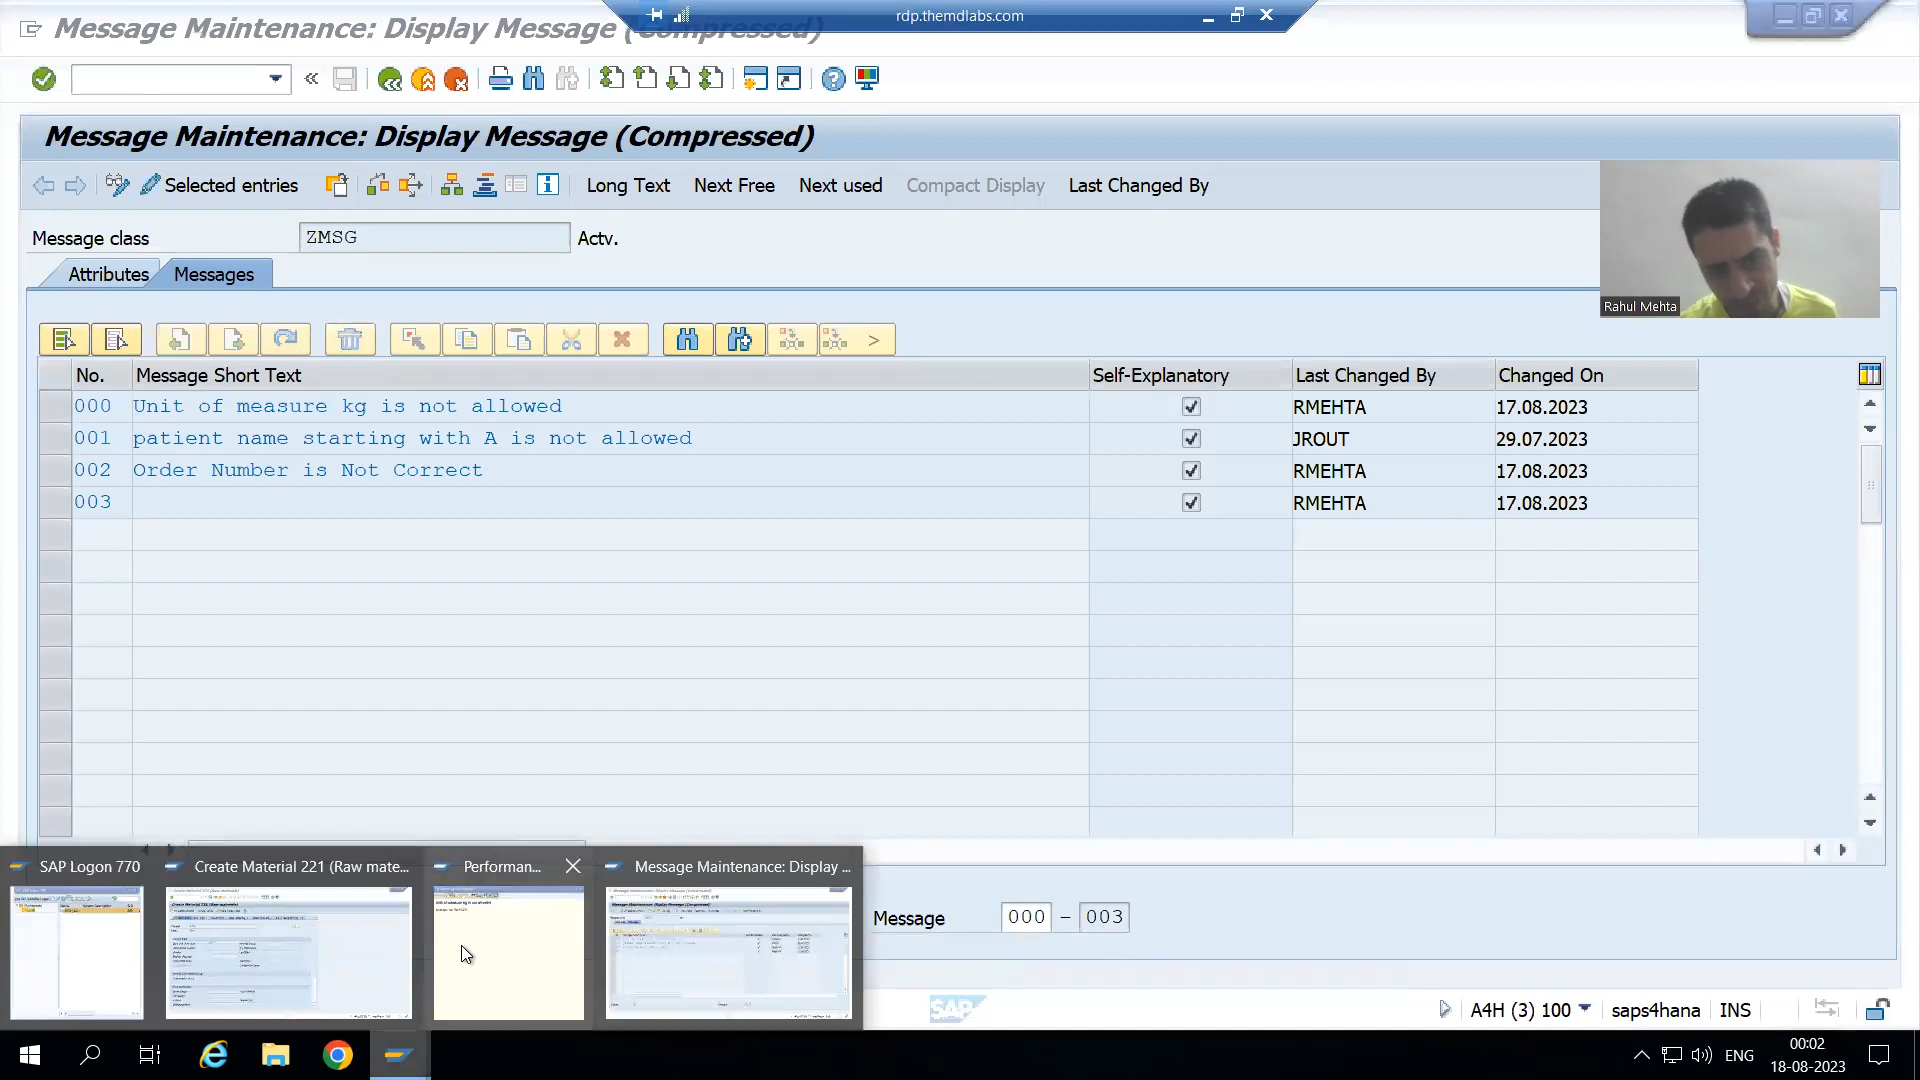 Message Maintenance: Display Message (Compressed)
rdp.themdlabs.com
Message Maintenance: Display Message (Compressed)
Selected entries
Long Text
Next Free
Next used
Compact Display
Last Changed By
Message class
ZMSG
Actv.
Attributes
Messages
Rahul Mehta
No.
Message Short Text
Self-Explanatory
Last Changed By
Changed On
000 Unit of measure kg is not allowed RMEHTA 17.08.2023
001 patient name starting with A is not allowed JROUT 29.07.2023
002 Order Number is Not Correct RMEHTA 17.08.2023
003 RMEHTA 17.08.2023
SAP Logon 770
Create Material 221 (Raw mate...
Performan...
Message Maintenance: Display ...
Message 000 – 003
SAP
A4H (3) 100
saps4hana
INS
ENG
00:02
18-08-2023